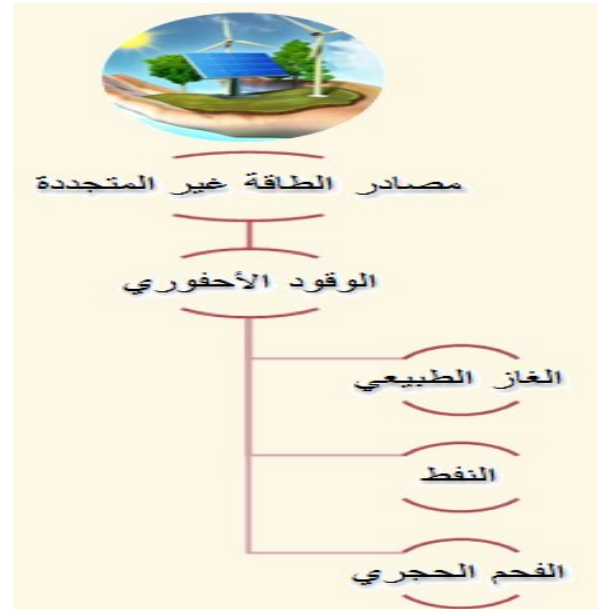 مصادر الطاقة غير المتجددة
الوقود الأحفوري
الغاز الطبيعي
النفط
الفحم الحجري